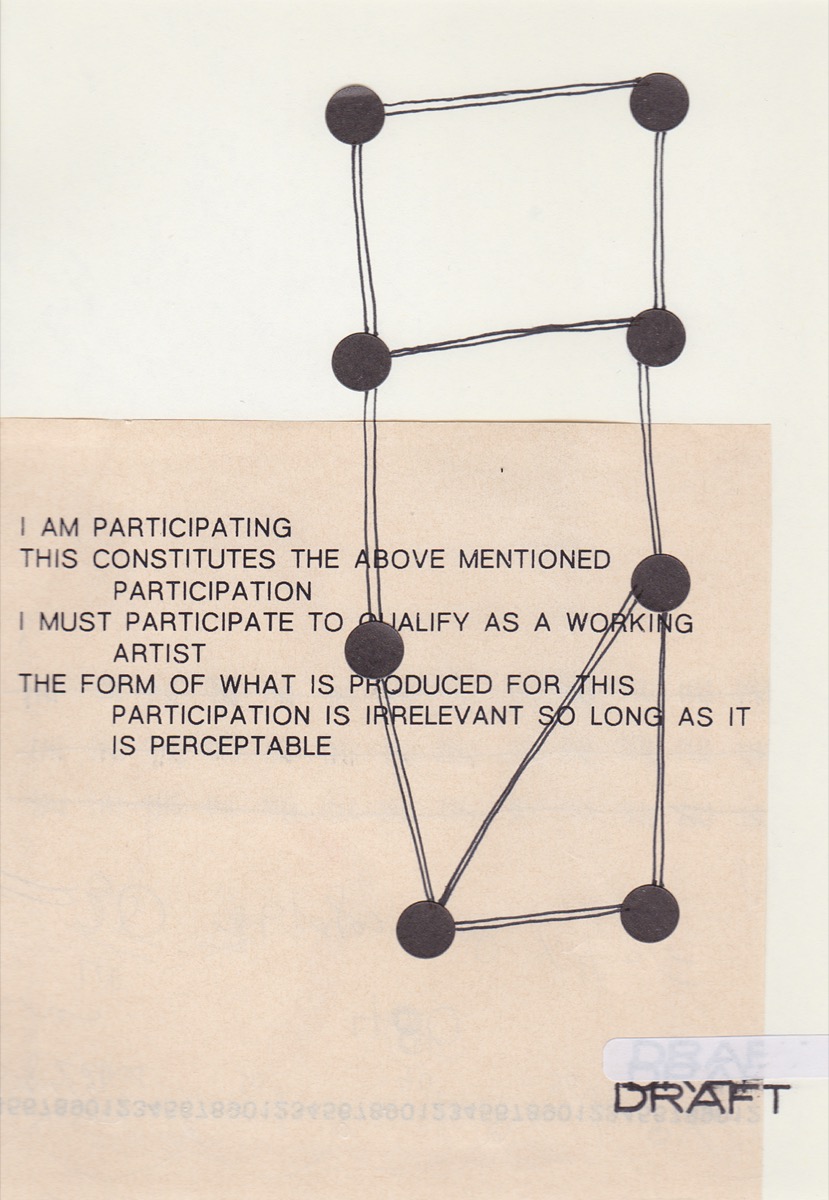 I AM PARTICIPATING
THIS CONSTITUTES THE ABOVE MENTIONED
PARTICIPATION
I MUST PARTICIPATE TO QUALIFY AS A WORKING
ARTIST
THE FORM OF WHAT IS PRODUCED FOR THIS
PARTICIPATION IS IRRELEVANT SO LONG AS IT
IS PERCEPTABLE
DRAFT